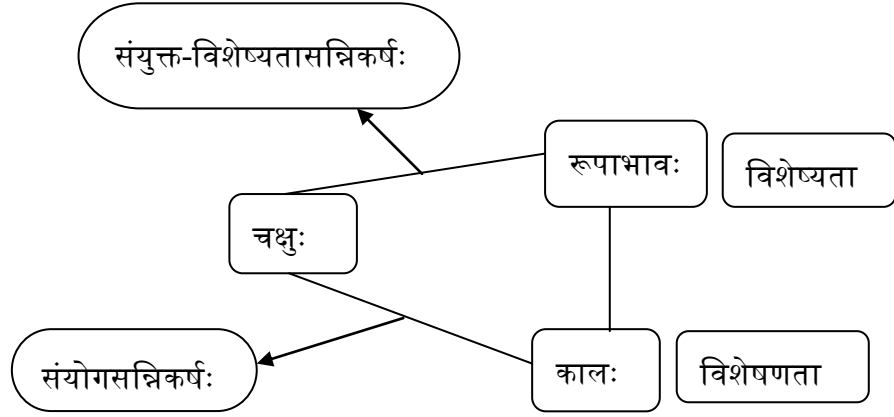 संयुक्त-विशेष्यतासन्निकर्षः
रूपाभावः
विशेष्यता
चक्षुः
संयोगसन्निकर्षः
कालः
विशेषणता